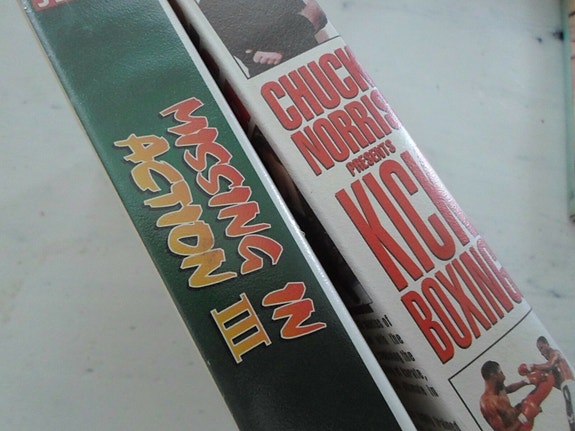 MISSING IN
ACTION III
CHUCK
NORRIS
PRESENTS
KICK
BOXING